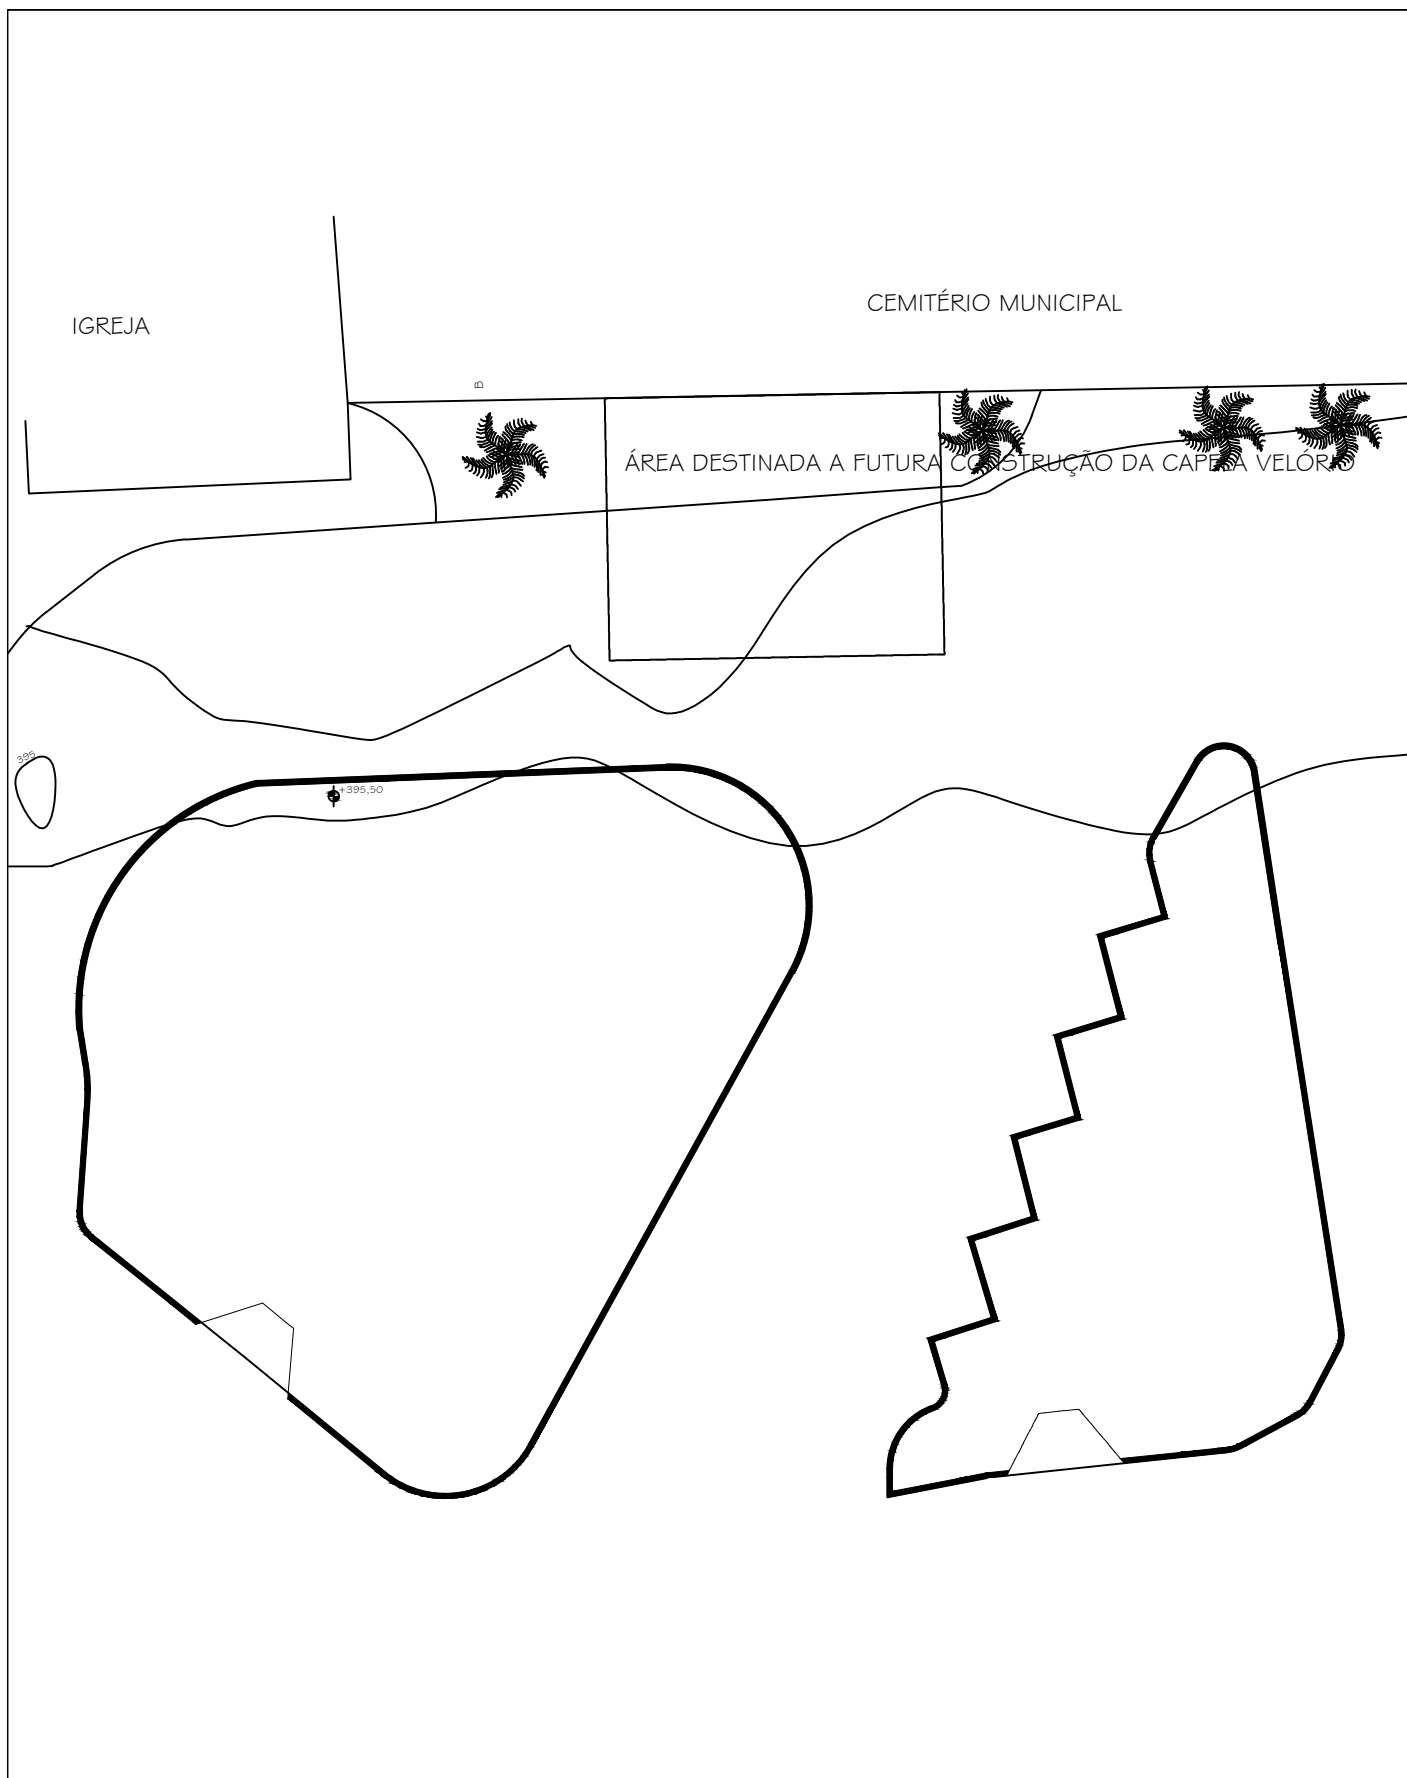 CEMITÉRIO MUNICIPAL
IGREJA
B
ÁREA DESTINADA A FUTURA CONSTRUÇÃO DA CAPELA VELÓRIO
395
+395,50